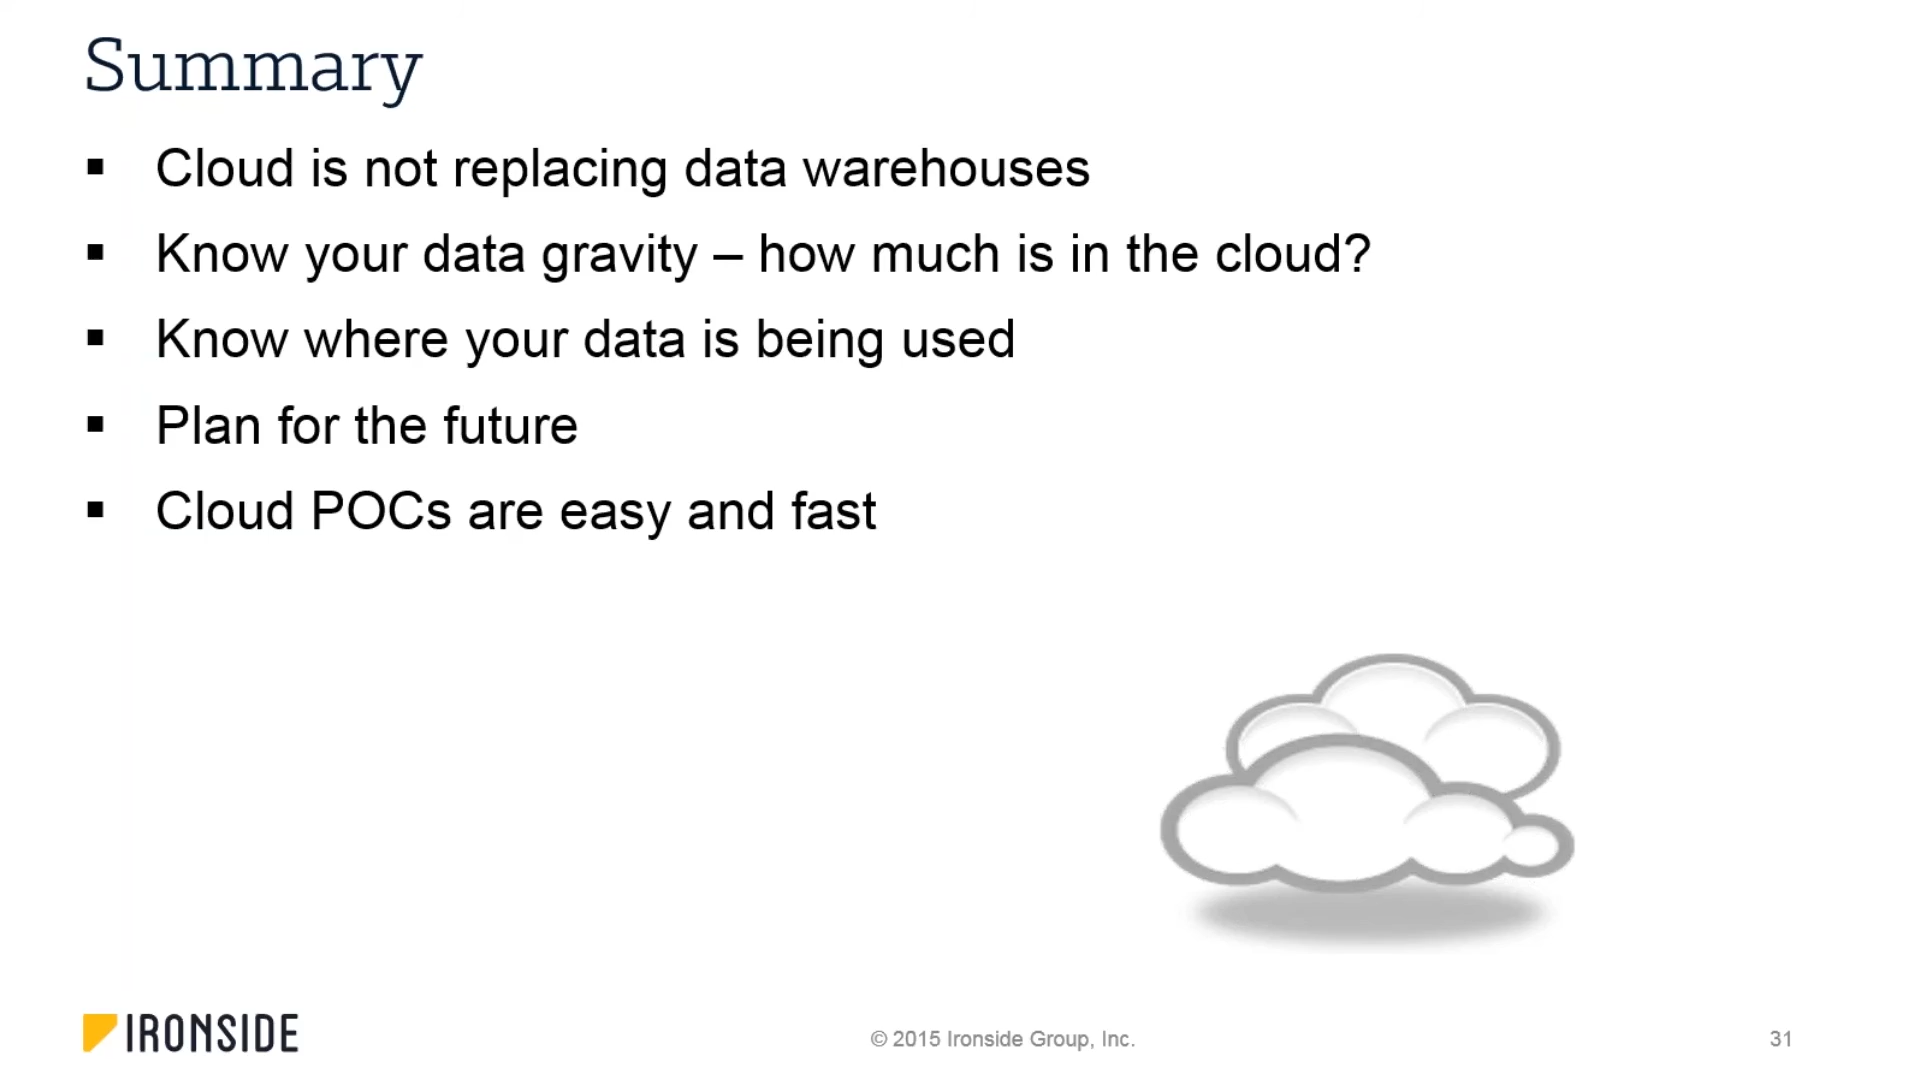 Summary
▪ Cloud is not replacing data warehouses
▪ Know your data gravity – how much is in the cloud?
▪ Know where your data is being used
▪ Plan for the future
▪ Cloud POCs are easy and fast
IRONSIDE
© 2015 Ironside Group, Inc.
31